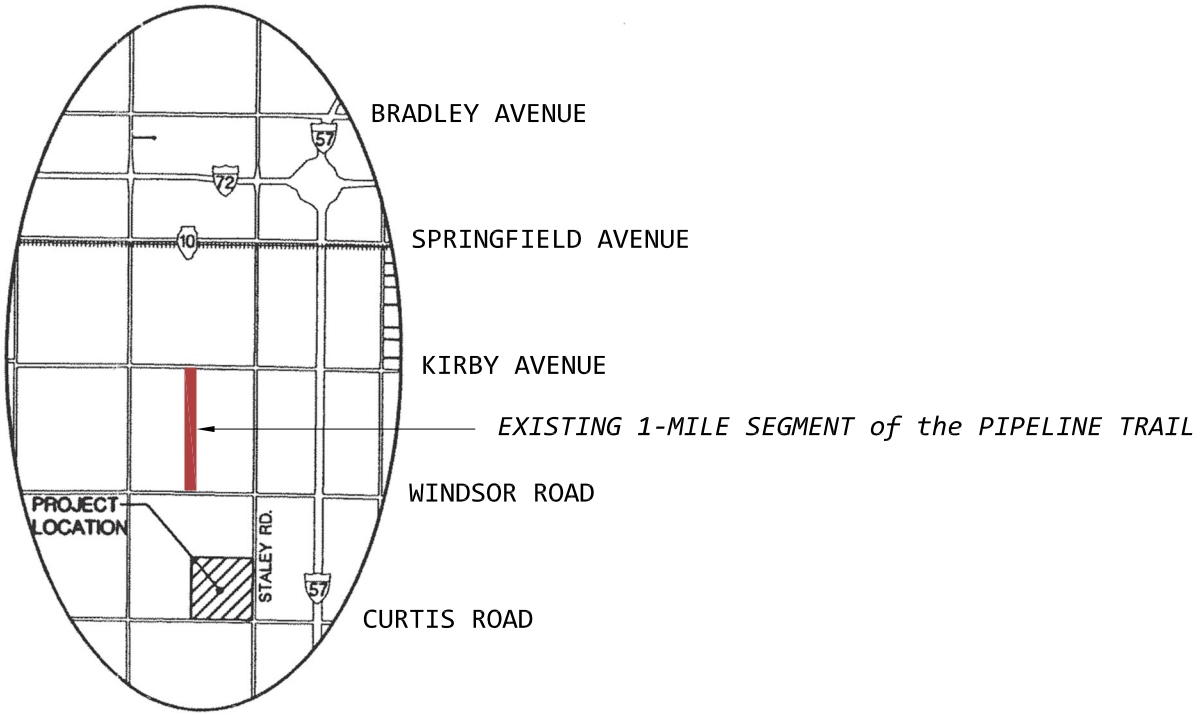 BRADLEY AVENUE
57
72
10
SPRINGFIELD AVENUE
KIRBY AVENUE
EXISTING 1-MILE SEGMENT of the PIPELINE TRAIL
WINDSOR ROAD
PROJECT
LOCATION
STALEY RD.
57
CURTIS ROAD